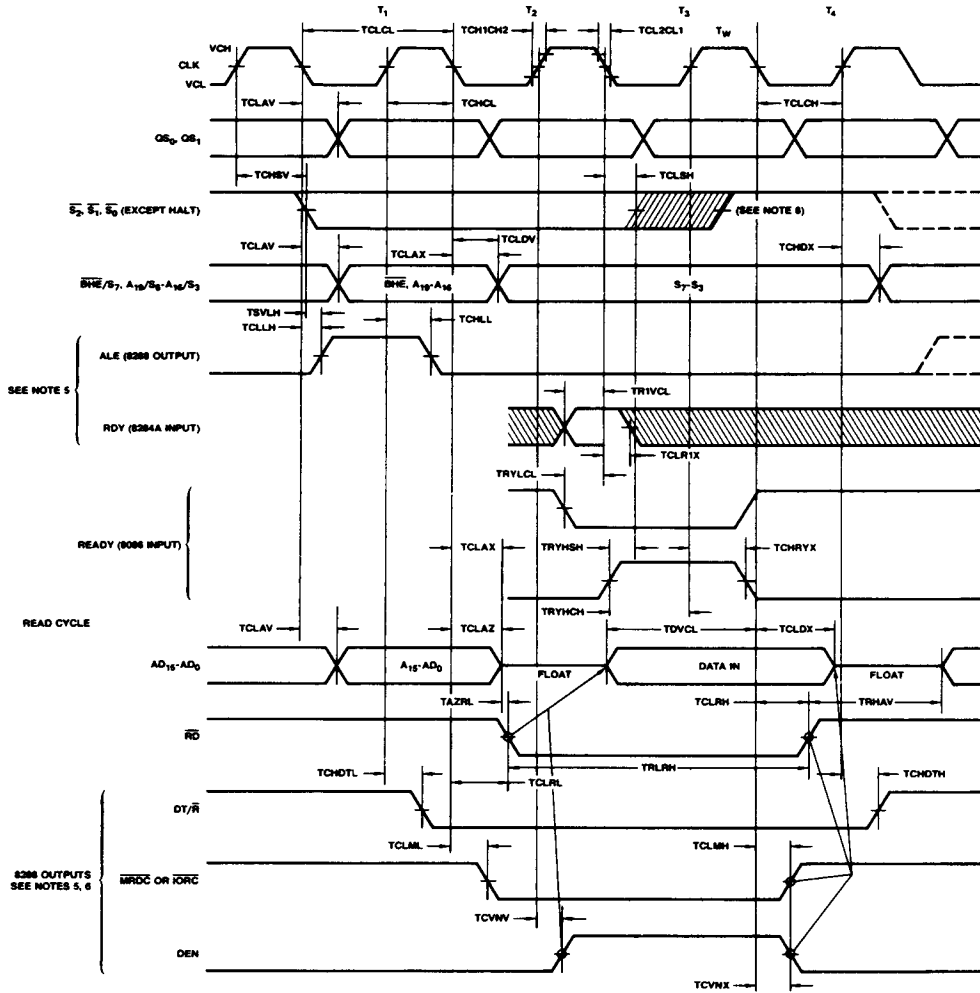 T1 T2 T3 T4
TCLCL TCH1CH2 TCL2CL1 TW
VCH
CLK
VCL
TCLAV TCHCL TCLCH
QS0, QS1
TCHSV TCLSH
S2, S1, S0 (EXCEPT HALT) (SEE NOTE 8)
TCLAV TCLDV TCHDX
TCLAX
BHE/S7, A19/S6-A16/S3 BHE, A19-A16 S7-S3
TSVLH
TCLLH TCHLL
ALE (8288 OUTPUT)
SEE NOTE 5
TR1VCL
RDY (8284A INPUT)
TCLR1X
TRYLCL
READY (8086 INPUT)
TCLAX TRYHSH TCHRYX
TRYHCH
READ CYCLE
TCLAV TCLAZ TDVCL TCLDX
AD15-AD0 A15-AD0 FLOAT DATA IN FLOAT
TAZRL TCLRH TRHAV
RD
TRLRH
TCHDTL TCLRL TCHDTH
DT/R
TCLML TCLMH
8288 OUTPUTS
SEE NOTES 5, 6
MRDC OR IORC
TCVNV
DEN
TCVNX